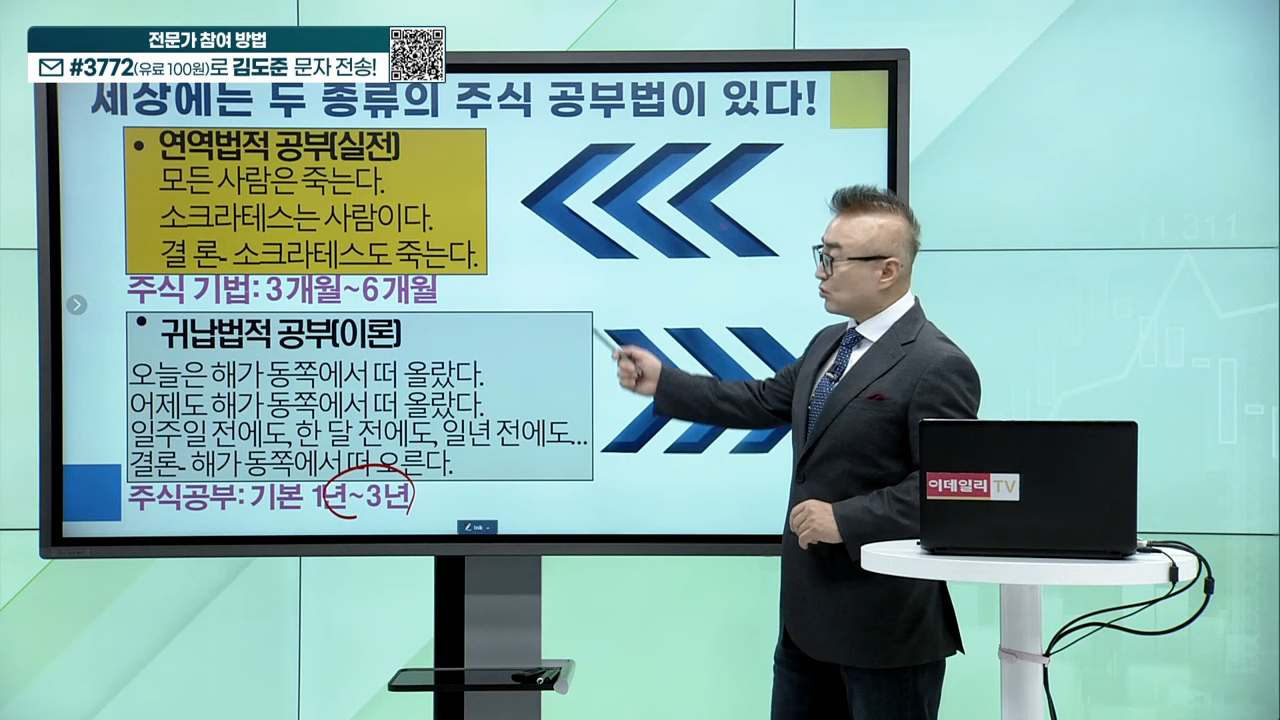 전문가 참여 방법
#3772(유료 100원)로 김도준 문자 전송!
세상에는 두 종류의 주식 공부법이 있다!
• 연역법적 공부(실전)
모든 사람은 죽는다.
소크라테스는 사람이다.
결 론- 소크라테스도 죽는다.
주식 기법: 3개월~6개월
• 귀납법적 공부(이론)
오늘은 해가 동쪽에서 떠 올랐다.
어제도 해가 동쪽에서 떠 올랐다.
일주일 전에도, 한 달 전에도, 일년 전에도...
결론- 해가 동쪽에서 떠 오른다.
주식공부: 기본 1년~3년
Ink
이데일리 TV
11,311